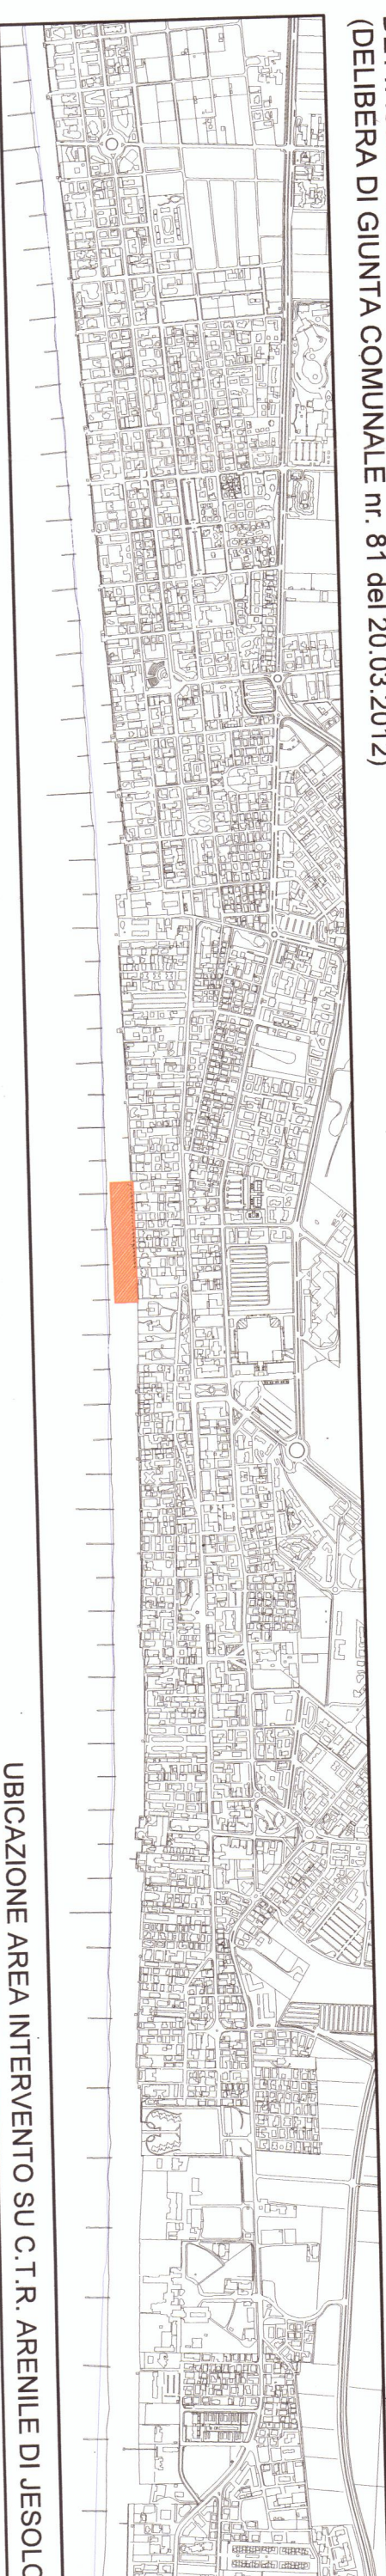 (DELIBERA DI GIUNTA COMUNALE nr. 81 del 20.03.2012)
UBICAZIONE AREA INTERVENTO SU C.T.R. ARENILE DI JESOLO